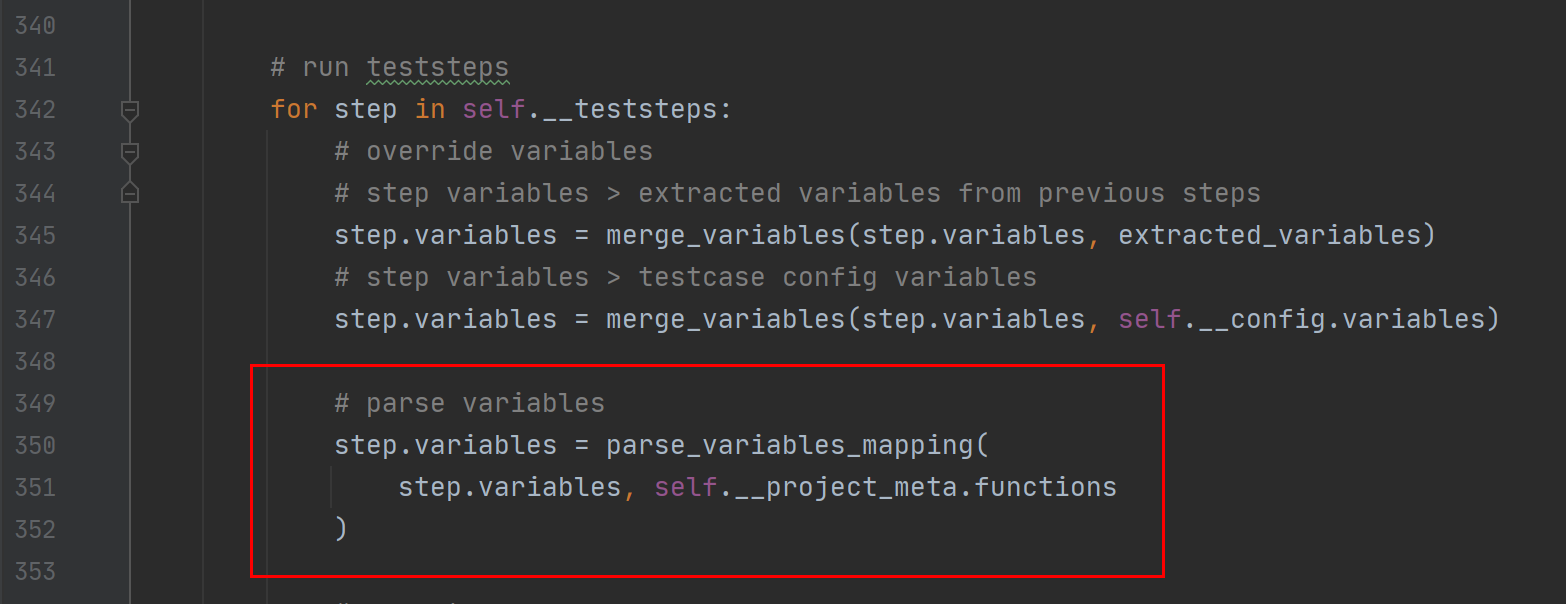 340
341 # run teststeps
342 for step in self.__teststeps:
343 # override variables
344 # step variables > extracted variables from previous steps
345 step.variables = merge_variables(step.variables, extracted_variables)
346 # step variables > testcase config variables
347 step.variables = merge_variables(step.variables, self.__config.variables)
348
349 # parse variables
350 step.variables = parse_variables_mapping(
351 step.variables, self.__project_meta.functions
352 )
353